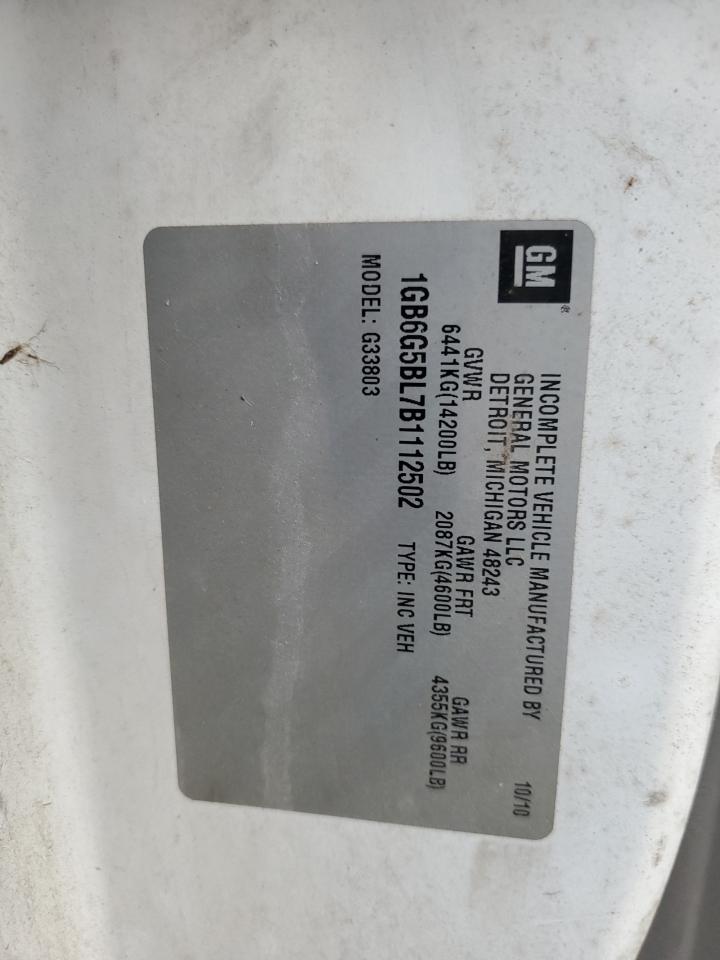 GM
®
INCOMPLETE VEHICLE MANUFACTURED BY 10/10
GENERAL MOTORS LLC
DETROIT, MICHIGAN 48243
GVWR GAWR FRT GAWR RR
6441KG(14200LB) 2087KG(4600LB) 4355KG(9600LB)
1GB6G5BL7B1112502 TYPE: INC VEH
MODEL: G33803